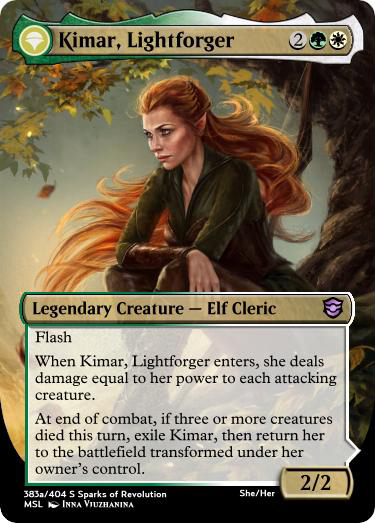 Kimar, Lightforger 2
Legendary Creature — Elf Cleric
Flash
When Kimar, Lightforger enters, she deals
damage equal to her power to each attacking
creature.
At end of combat, if three or more creatures
died this turn, exile Kimar, then return her
to the battlefield transformed under her
owner's control.
2/2
383a/404 S Sparks of Revolution She/Her
MSL Inna Vjuzhanina